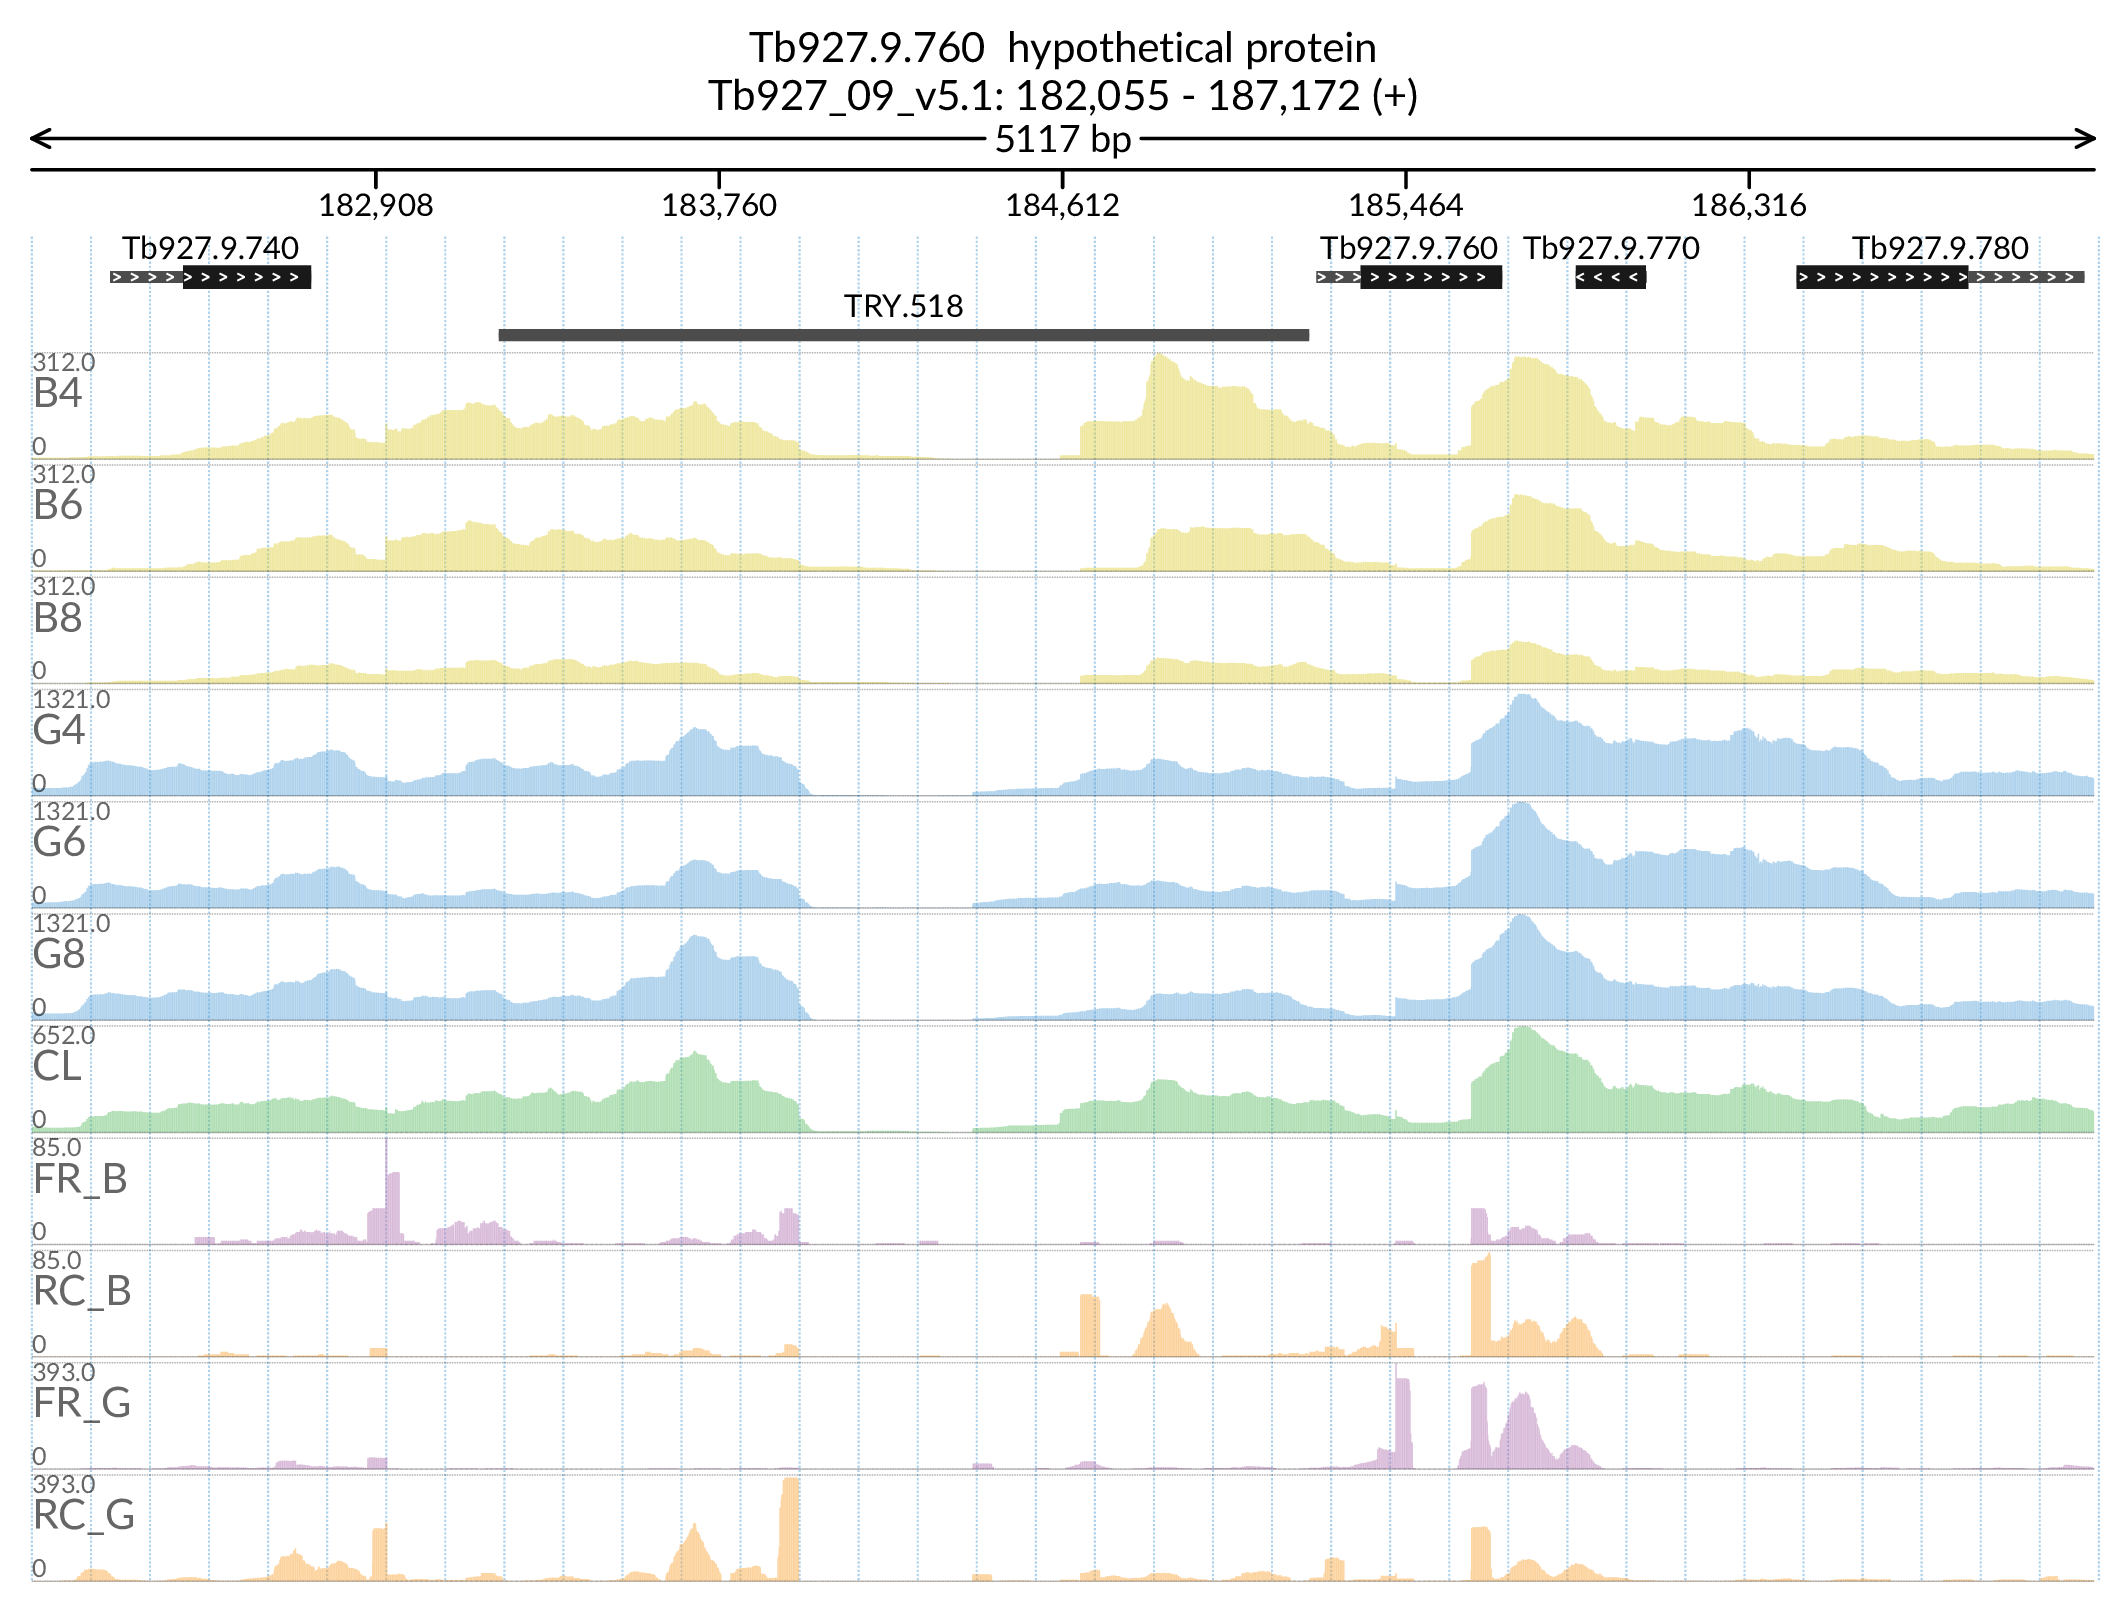 Tb927.9.760 hypothetical protein
Tb927_09_v5.1: 182,055 - 187,172 (+)
5117 bp
182,908 183,760 184,612 185,464 186,316
Tb927.9.740 Tb927.9.760 Tb927.9.770 Tb927.9.780
TRY.518
312.0
B4
0
312.0
B6
0
312.0
B8
0
1321.0
G4
0
1321.0
G6
0
1321.0
G8
0
652.0
CL
0
85.0
FR_B
0
85.0
RC_B
0
393.0
FR_G
0
393.0
RC_G
0